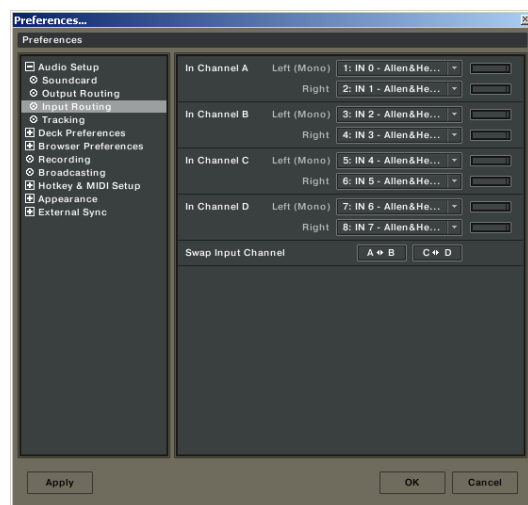 Preferences...
Preferences
Audio Setup
Soundcard
Output Routing
Input Routing
Tracking
Deck Preferences
Browser Preferences
Recording
Broadcasting
Hotkey & MIDI Setup
Appearance
External Sync
In Channel A Left (Mono) 1: IN 0 - Allen&He...
Right 2: IN 1 - Allen&He...
In Channel B Left (Mono) 3: IN 2 - Allen&He...
Right 4: IN 3 - Allen&He...
In Channel C Left (Mono) 5: IN 4 - Allen&He...
Right 6: IN 5 - Allen&He...
In Channel D Left (Mono) 7: IN 6 - Allen&He...
Right 8: IN 7 - Allen&He...
Swap Input Channel A B C D
Apply OK Cancel